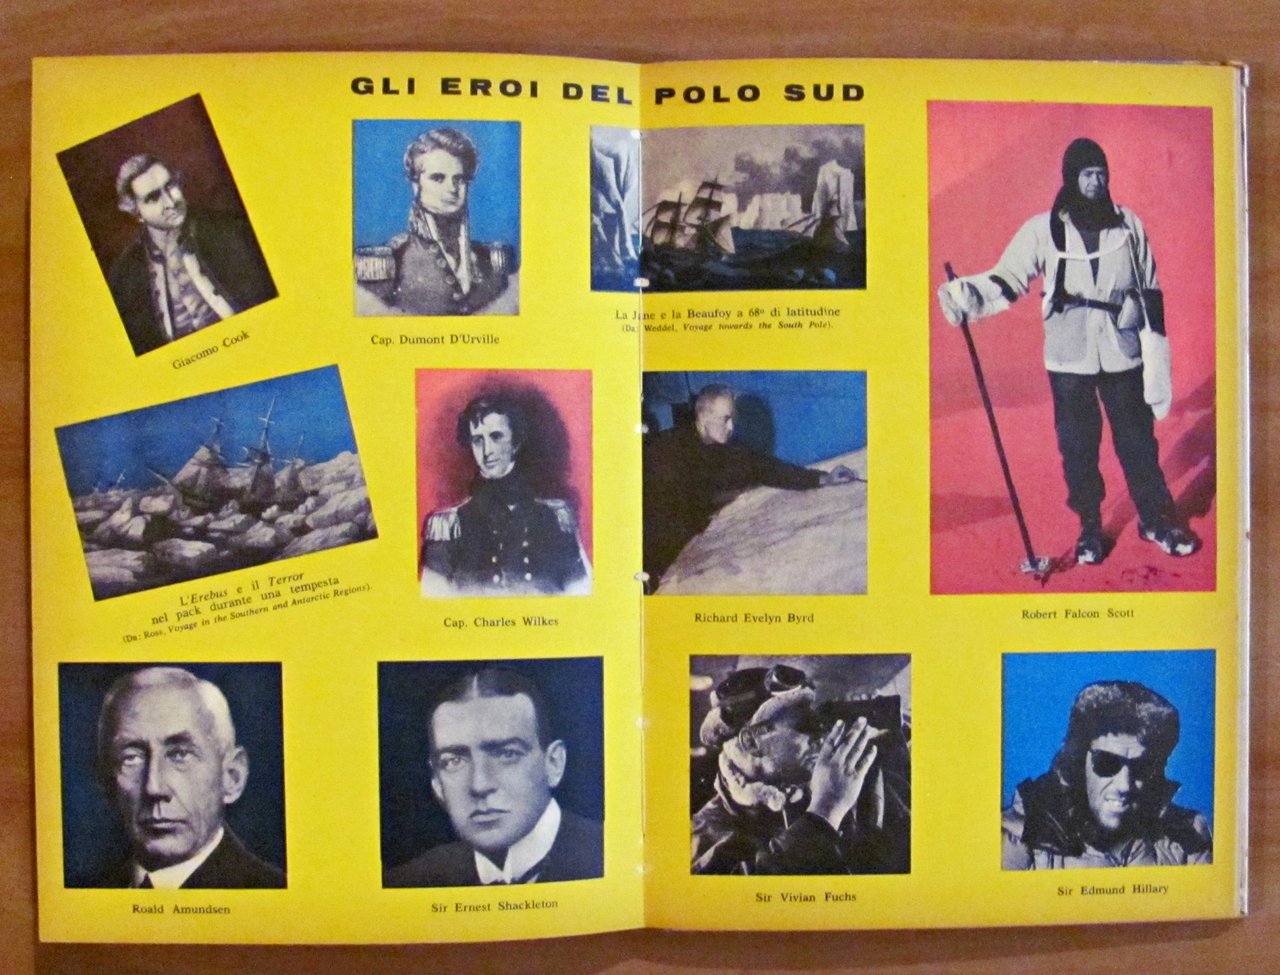 GLI EROI DEL POLO SUD
Giacomo Cook
Cap. Dumont D'Urville
La Jane e la Beaufoy a 68º di latitudine
(Da: Weddel, Voyage towards the South Pole).
L'Erebus e il Terror
nel pack durante una tempesta
(Da: Ross, Voyage in the Southern and Antarctic Regions).
Cap. Charles Wilkes
Richard Evelyn Byrd
Robert Falcon Scott
Roald Amundsen
Sir Ernest Shackleton
Sir Vivian Fuchs
Sir Edmund Hillary